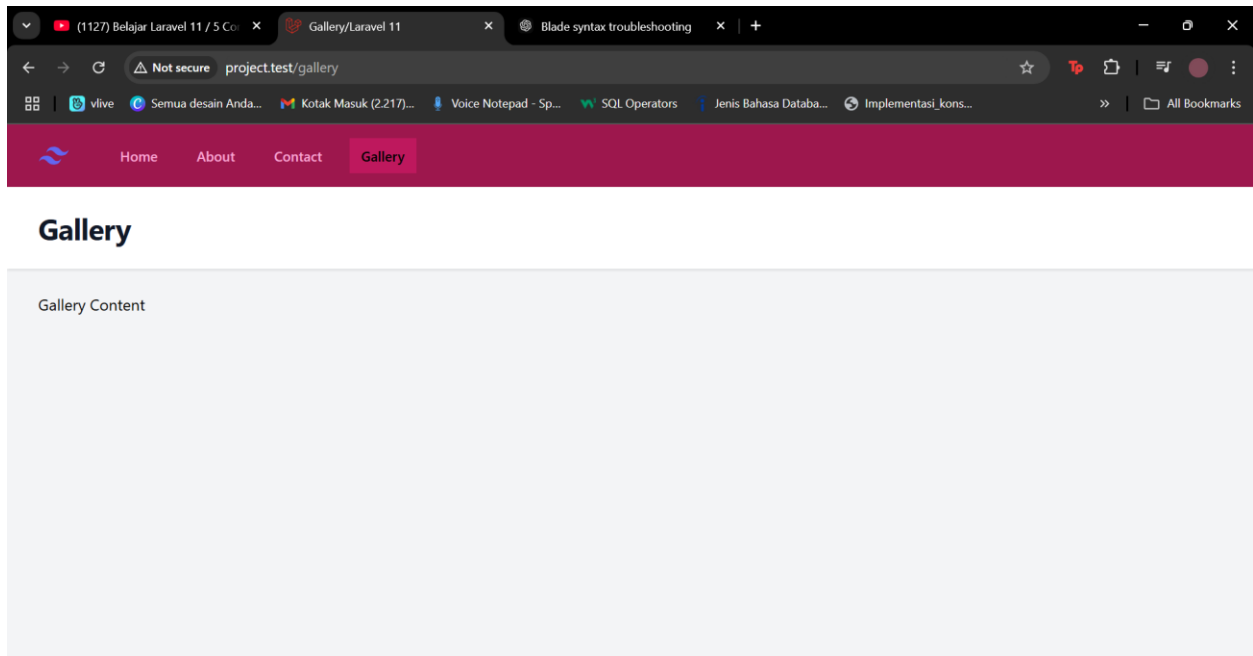 (1127) Belajar Laravel 11 / 5 Co
Gallery/Laravel 11
Blade syntax troubleshooting
Not secure
project.test/gallery
Tp
vlive
Semua desain Anda...
Kotak Masuk (2.217)...
Voice Notepad - Sp...
SQL Operators
Jenis Bahasa Databa...
Implementasi_kons...
»
All Bookmarks
Home
About
Contact
Gallery
Gallery
Gallery Content